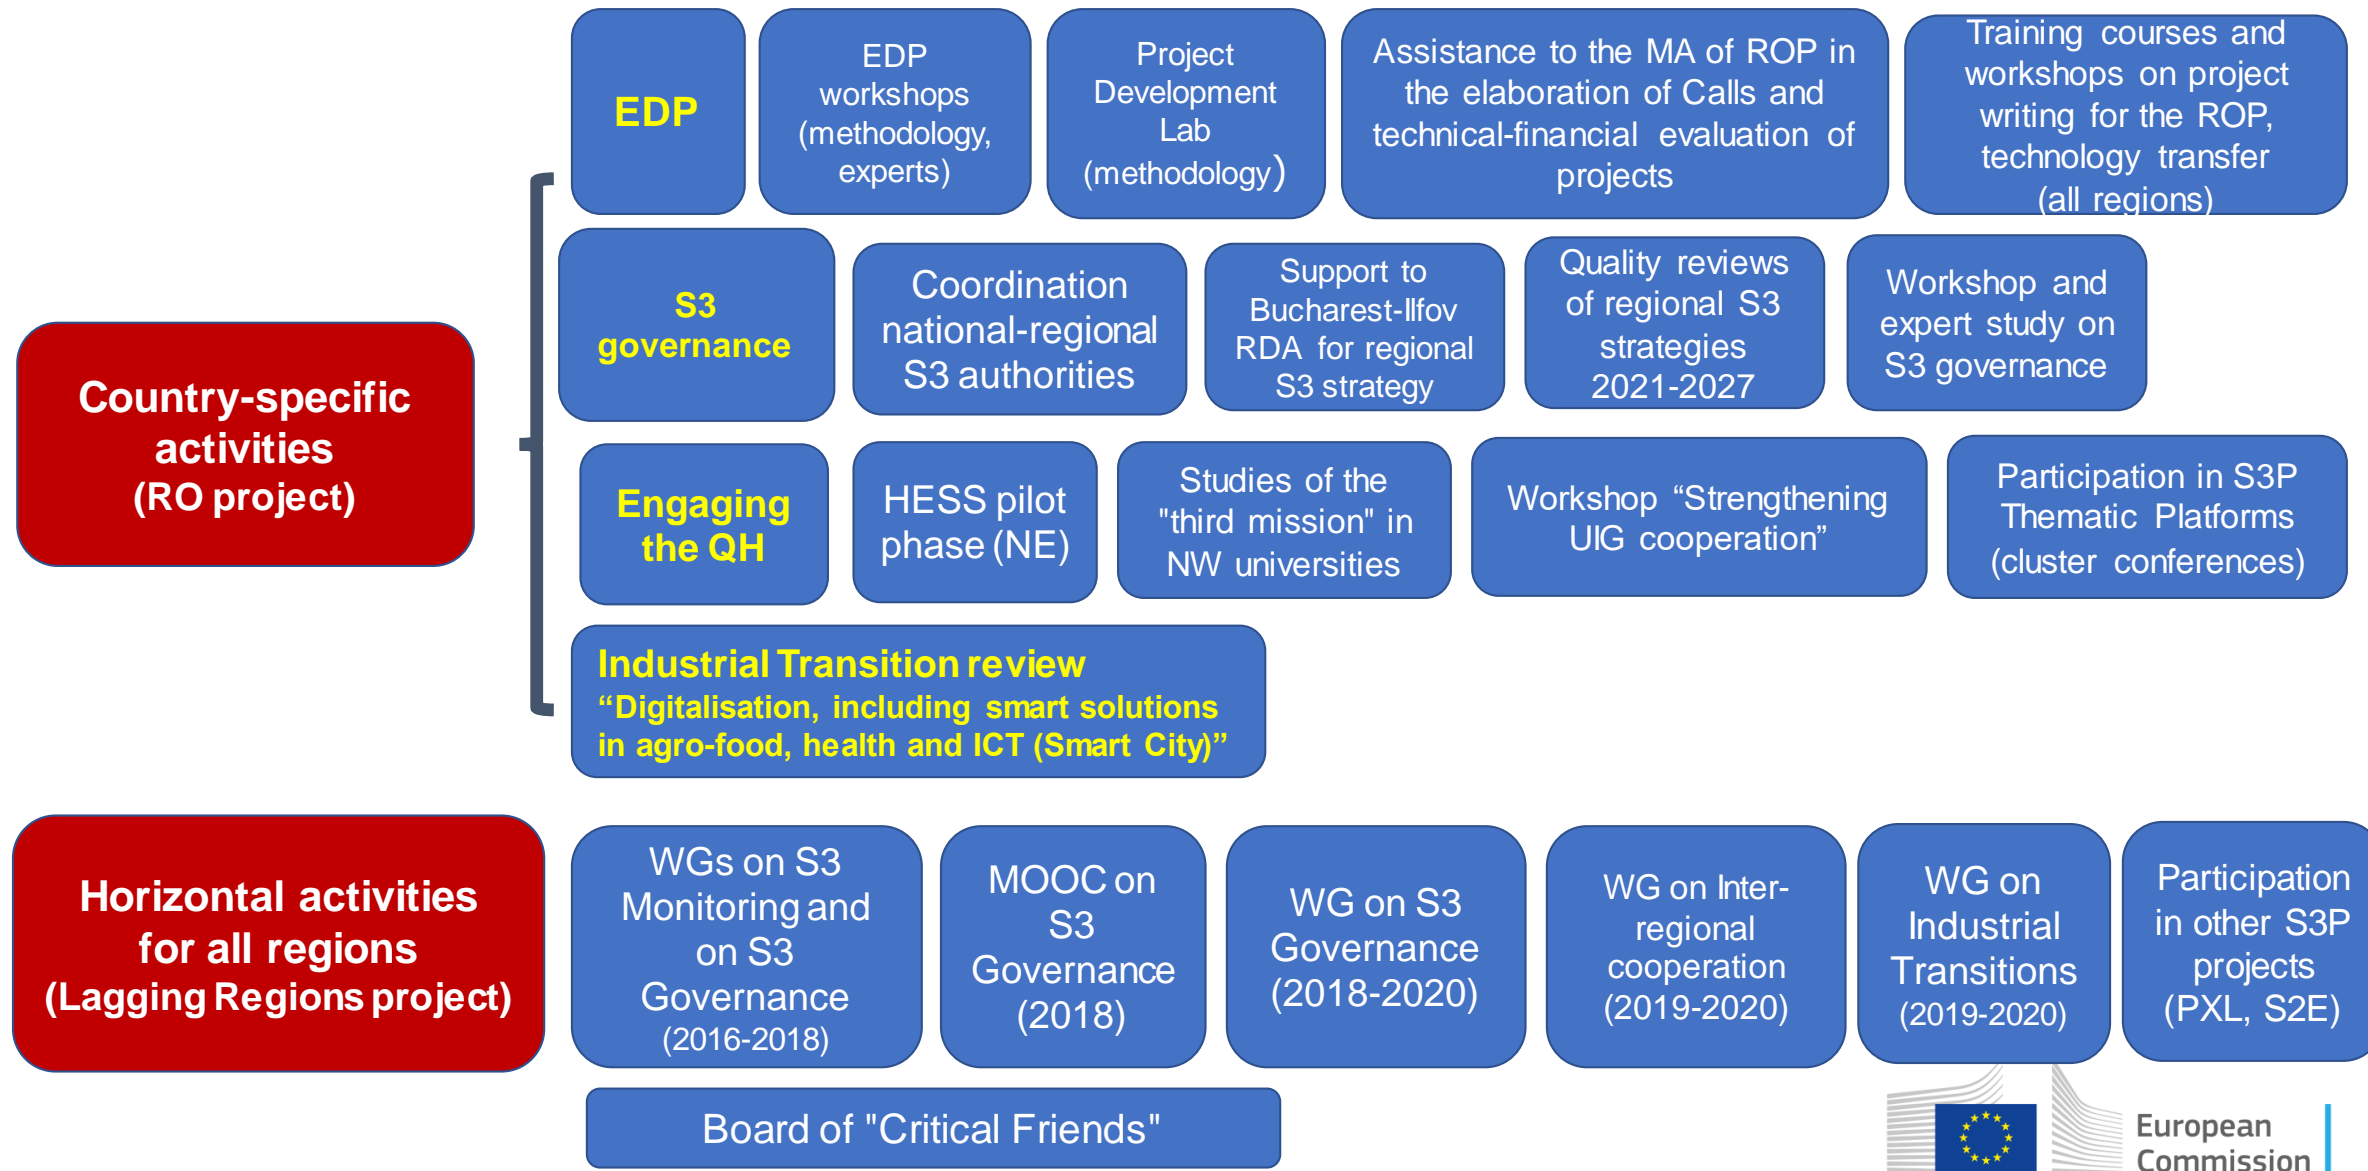 EDP
EDP
workshops
(methodology,
experts)
Project
Development
Lab
(methodology)
Assistance to the MA of ROP in
the elaboration of Calls and
technical-financial evaluation of
projects
Training courses and
workshops on project
writing for the ROP,
technology transfer
(all regions)
S3
governance
Coordination
national-regional
S3 authorities
Support to
Bucharest-Ilfov
RDA for regional
S3 strategy
Quality reviews
of regional S3
strategies
2021-2027
Workshop and
expert study on
S3 governance
Country-specific
activities
(RO project)
Engaging
the QH
HESS pilot
phase (NE)
Studies of the
"third mission" in
NW universities
Workshop “Strengthening
UIG cooperation”
Participation in S3P
Thematic Platforms
(cluster conferences)
Industrial Transition review
“Digitalisation, including smart solutions
in agro-food, health and ICT (Smart City)”
Horizontal activities
for all regions
(Lagging Regions project)
WGs on S3
Monitoring and
on S3
Governance
(2016-2018)
MOOC on
S3
Governance
(2018)
WG on S3
Governance
(2018-2020)
WG on Inter-
regional
cooperation
(2019-2020)
WG on
Industrial
Transitions
(2019-2020)
Participation
in other S3P
projects
(PXL, S2E)
Board of "Critical Friends"
European
Commission